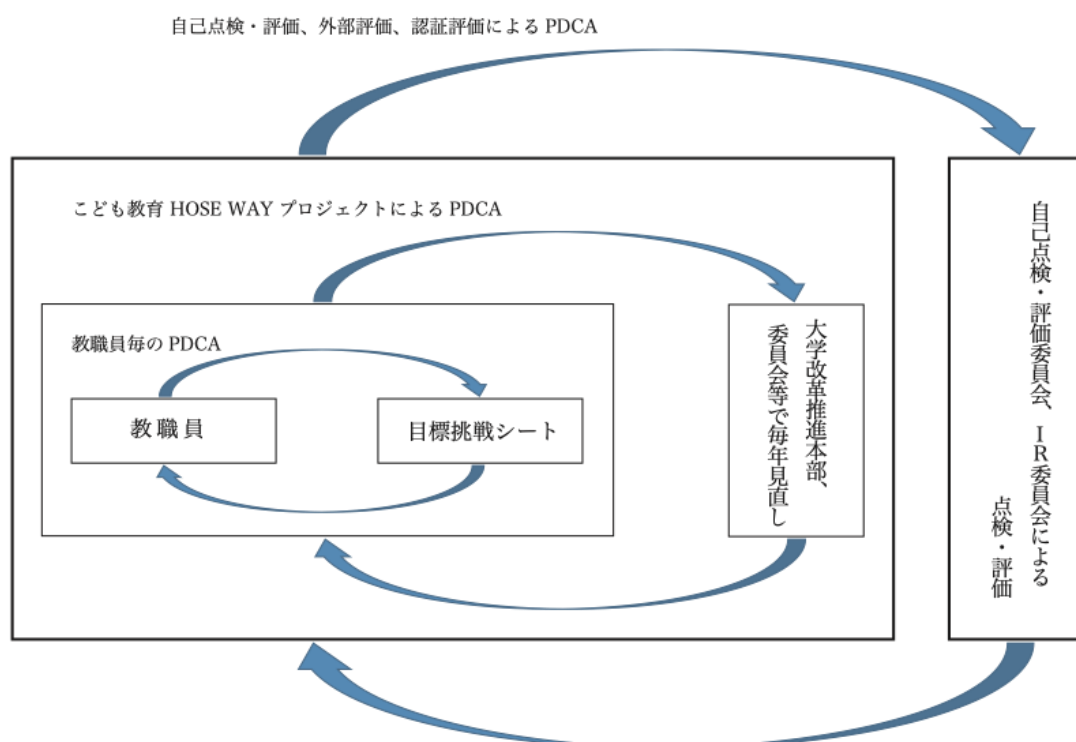 自己点検・評価、外部評価、認証評価による PDCA
こども教育 HOSE WAY プロジェクトによる PDCA
教職員毎の PDCA
教職員
目標挑戦シート
大学改革推進本部、
委員会等で毎年見直し
自己点検・評価委員会、IR委員会による
点検・評価